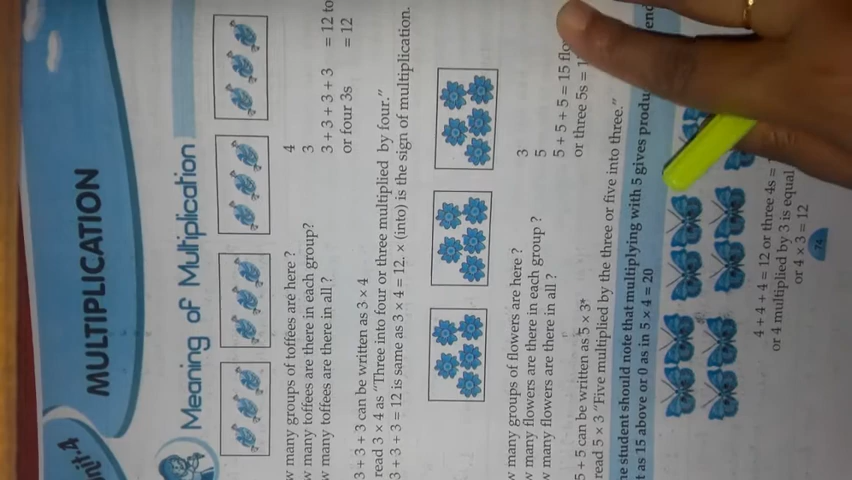 Unit-4
MULTIPLICATION
Meaning of Multiplication
many groups of toffees are here ? 4
many toffees are there in each group? 3
many toffees are there in all ? 3 + 3 + 3 + 3 = 12 to
or four 3s = 12
3 + 3 + 3 can be written as 3 × 4
read 3 × 4 as "Three into four or three multiplied by four."
3 + 3 + 3 = 12 is same as 3 × 4 = 12. × (into) is the sign of multiplication.
many groups of flowers are here ? 3
many flowers are there in each group ? 5
many flowers are there in all ? 5 + 5 + 5 = 15 flo
or three 5s = 1
5 + 5 can be written as 5 × 3
read 5 × 3 "Five multiplied by the three or five into three."
student should note that multiplying with 5 gives produ end
as 15 above or 0 as in 5 × 4 = 20
4 + 4 + 4 = 12 or three 4s =
or 4 multiplied by 3 is equal
or 4 × 3 = 12
74